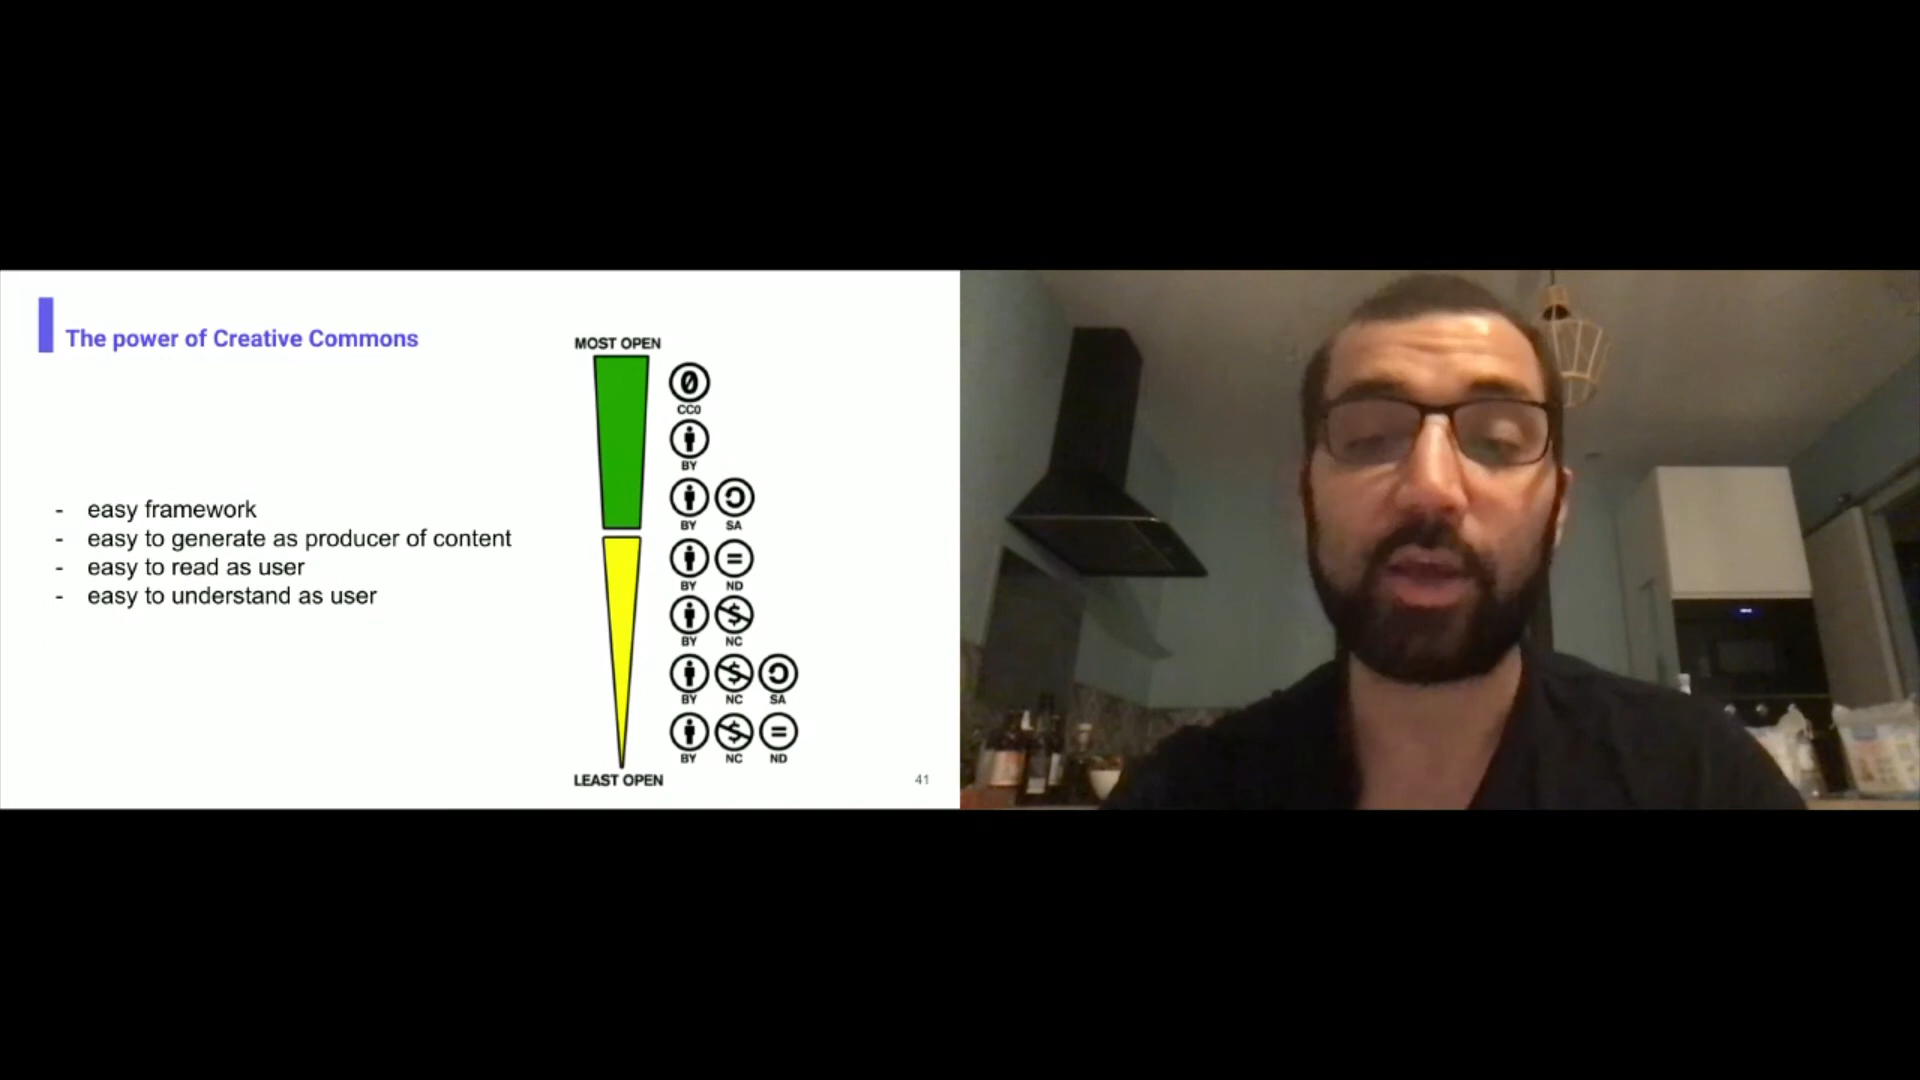 The power of Creative Commons
- easy framework
- easy to generate as producer of content
- easy to read as user
- easy to understand as user
MOST OPEN
CC0
BY
BY SA
BY ND
BY NC
BY NC SA
BY NC ND
LEAST OPEN
41